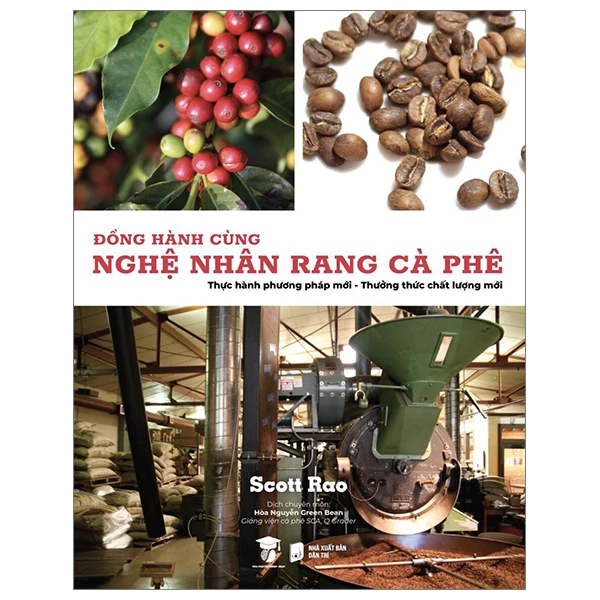 ĐỒNG HÀNH CÙNG
NGHỆ NHÂN RANG CÀ PHÊ
Thực hành phương pháp mới - Thưởng thức chất lượng mới
Scott Rao
Dịch chuyên môn:
Hòa Nguyễn Green Bean
Giảng viên cà phê SCA, Q Grader
NHÀ XUẤT BẢN
DÂN TRÍ